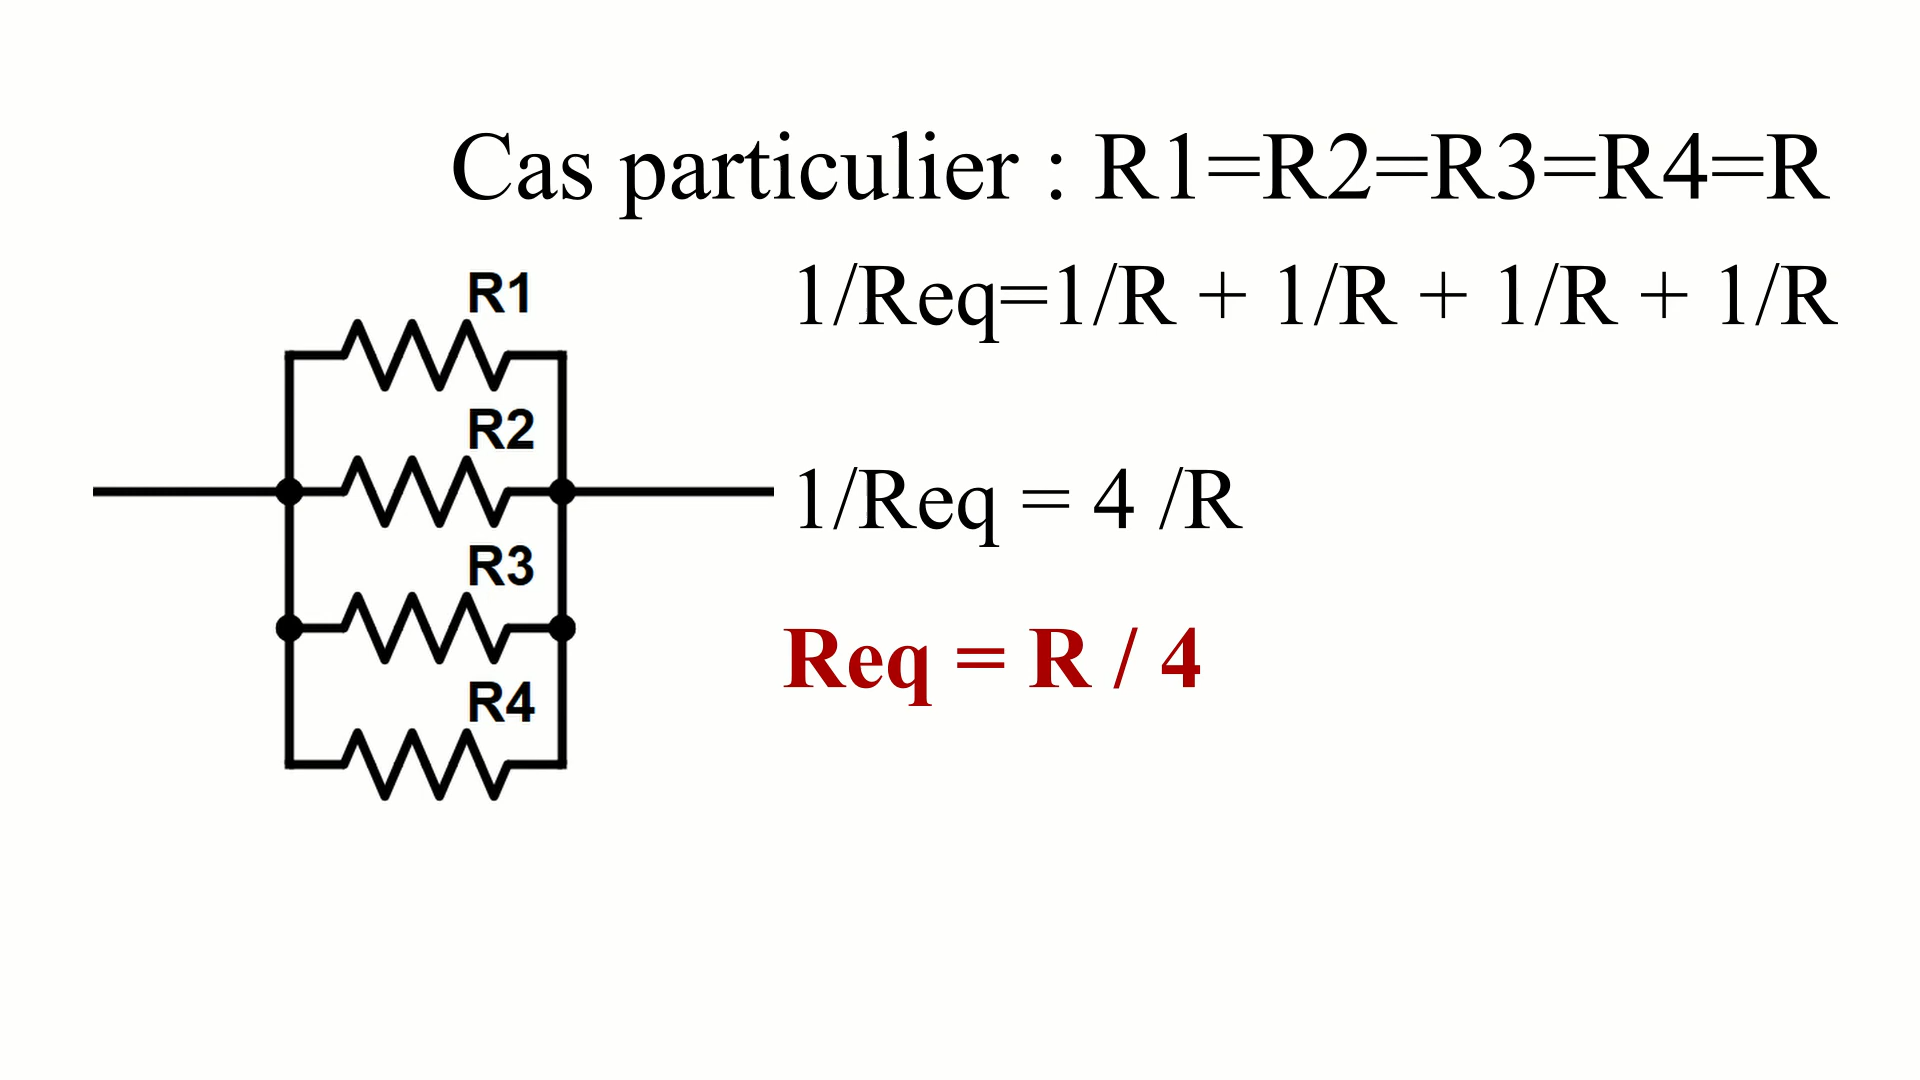 Cas particulier : R1=R2=R3=R4=R
1/Req=1/R + 1/R + 1/R + 1/R
R1
R2
1/Req = 4 /R
R3
Req = R / 4
R4